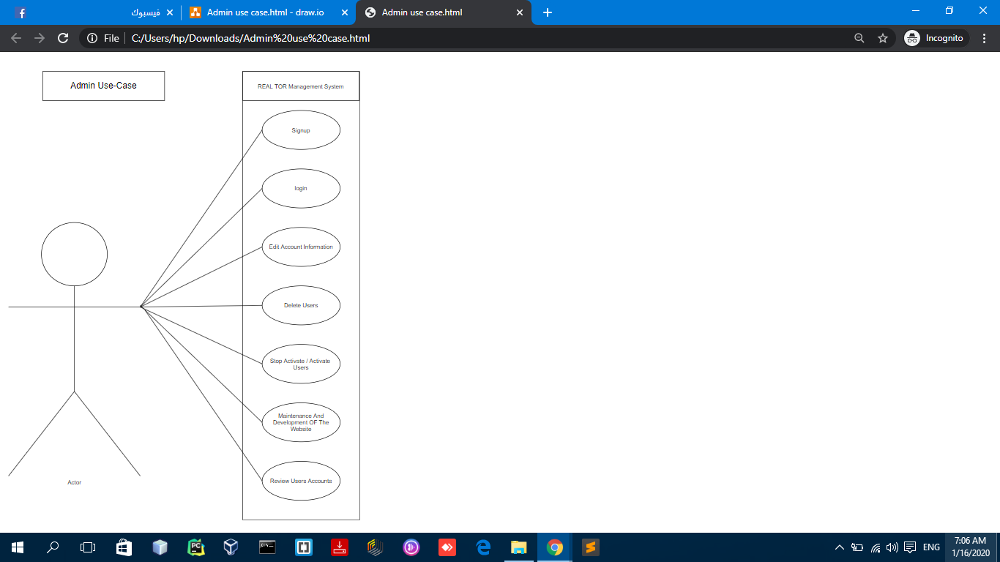 فيسبوك
Admin use case.html - draw.io
Admin use case.html
File
C:/Users/hp/Downloads/Admin%20use%20case.html
Incognito
Admin Use-Case
REAL TOR Management System
Signup
login
Edit Account Information
Delete Users
Stop Activate / Activate
Users
Maintenance And
Development OF The
Website
Review Users Accounts
Actor
ENG
7:06 AM
1/16/2020